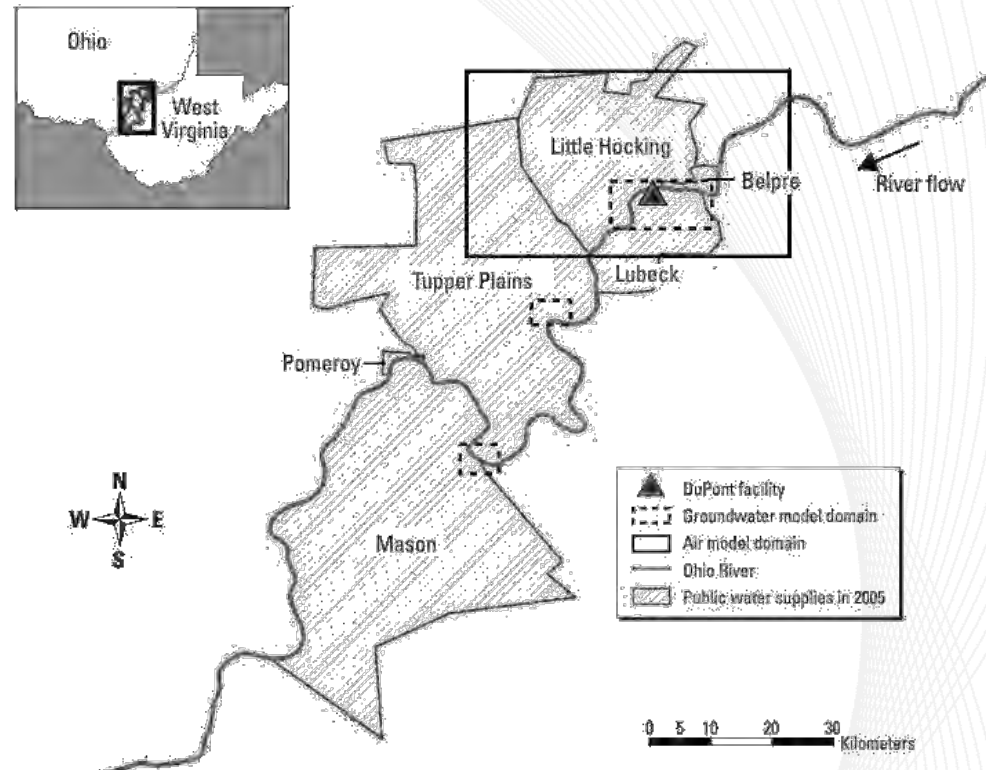 Ohio
West
Virginia
Little Hocking
Belpre
River flow
Lubeck
Tupper Plains
Pomeroy
Mason
N
W E
S
DuPont facility
Groundwater model domain
Air model domain
Ohio River
Public water supplies in 2005
0 5 10 20 30
Kilometers